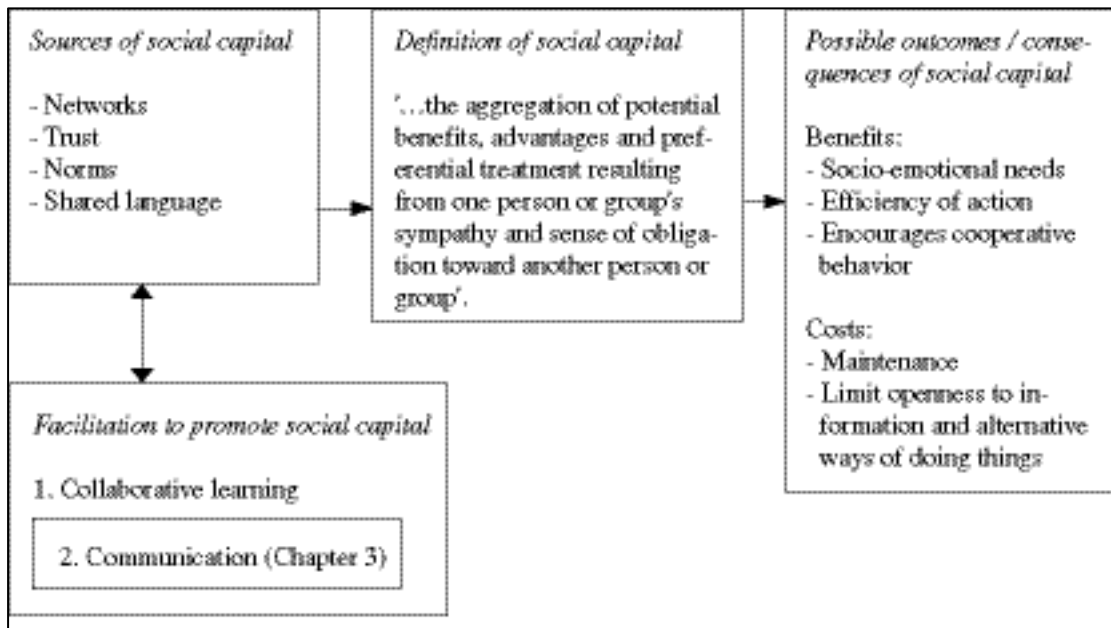 Sources of social capital
- Networks
- Trust
- Norms
- Shared language
Definition of social capital
'...the aggregation of potential
benefits, advantages and pref-
erential treatment resulting
from one person or group's
sympathy and sense of obliga-
tion toward another person or
group'.
Possible outcomes / conse-
quences of social capital
Benefits:
- Socio-emotional needs
- Efficiency of action
- Encourages cooperative
behavior
Costs:
- Maintenance
- Limit openness to in-
formation and alternative
ways of doing things
Facilitation to promote social capital
1. Collaborative learning
2. Communication (Chapter 3)